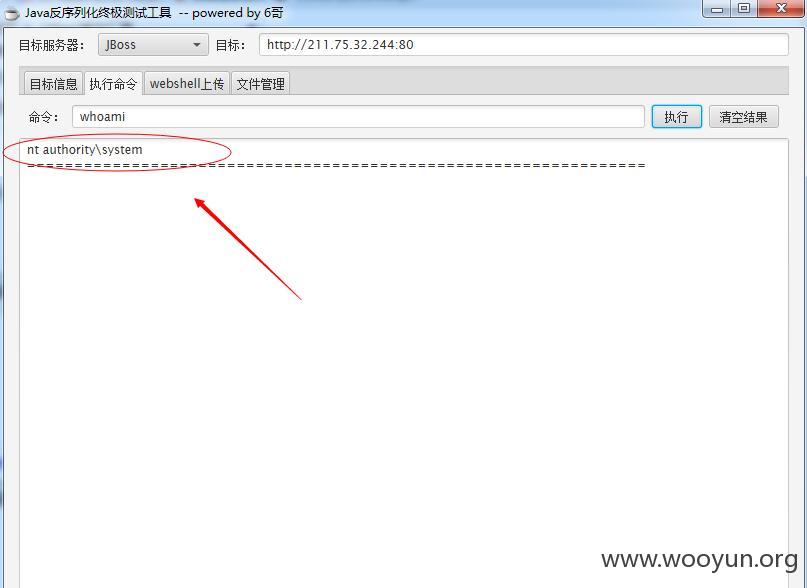 Java反序列化终极测试工具 -- powered by 6哥
目标服务器： JBoss 目标： http://211.75.32.244:80
目标信息 执行命令 webshell上传 文件管理
命令： whoami 执行 清空结果
nt authority\system
www.wooyun.org